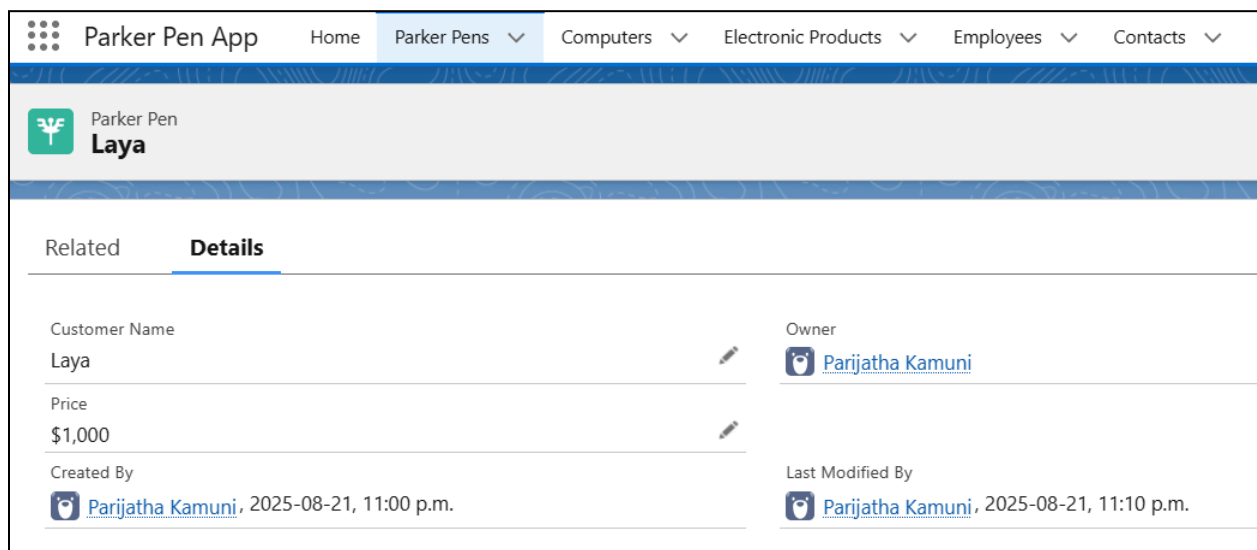 Parker Pen App Home Parker Pens Computers Electronic Products Employees Contacts
Parker Pen
Laya
Related Details
Customer Name Owner
Laya Parijatha Kamuni
Price
$1,000
Created By Last Modified By
Parijatha Kamuni, 2025-08-21, 11:00 p.m. Parijatha Kamuni, 2025-08-21, 11:10 p.m.